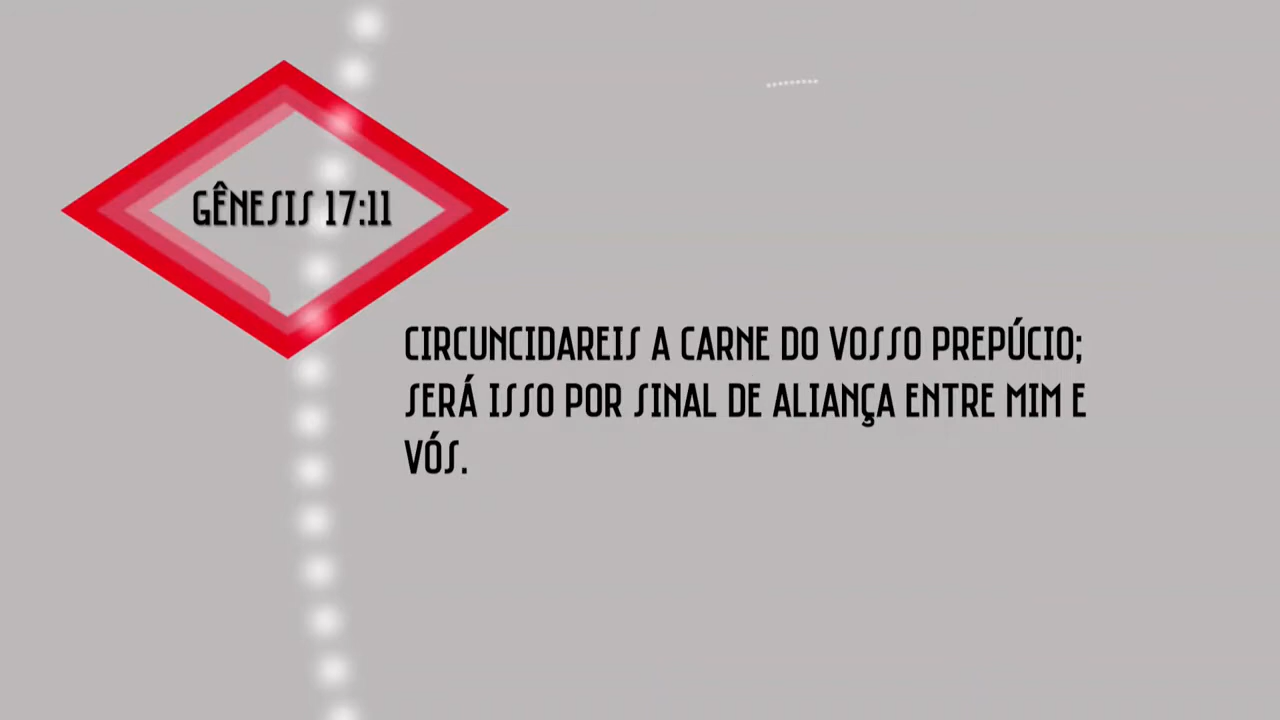 GÊNESIS 17:11
CIRCUNCIDAREIS A CARNE DO VOSSO PREPÚCIO;
SERÁ ISSO POR SINAL DE ALIANÇA ENTRE MIM E
VÓS.